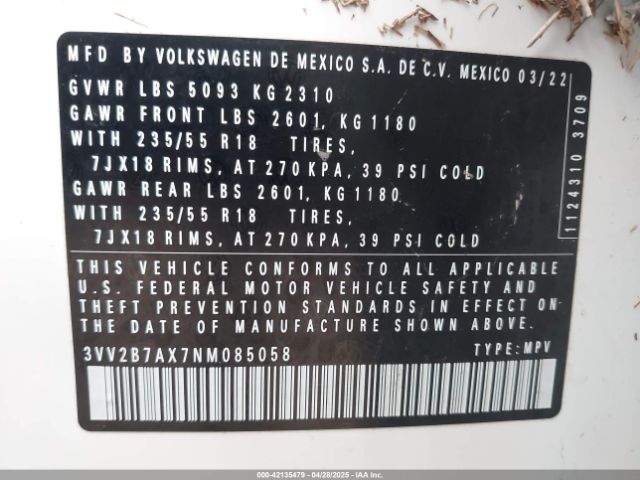 MFD BY VOLKSWAGEN DE MEXICO S.A. DE C.V. MEXICO 03/22
GVWR LBS 5093 KG 2310
GAWR FRONT LBS 2601, KG 1180
WITH 235/55 R18 TIRES,
7JX18 RIMS, AT 270 KPA, 39 PSI COLD
GAWR REAR LBS 2601, KG 1180
WITH 235/55 R18 TIRES,
7JX18 RIMS, AT 270 KPA, 39 PSI COLD
1124310 3709
THIS VEHICLE CONFORMS TO ALL APPLICABLE
U.S. FEDERAL MOTOR VEHICLE SAFETY AND
THEFT PREVENTION STANDARDS IN EFFECT ON
THE DATE OF MANUFACTURE SHOWN ABOVE.
3VV2B7AX7NM085058 TYPE: MPV
000-42135479 04/28/2025 - Copyright IAA, LLC.